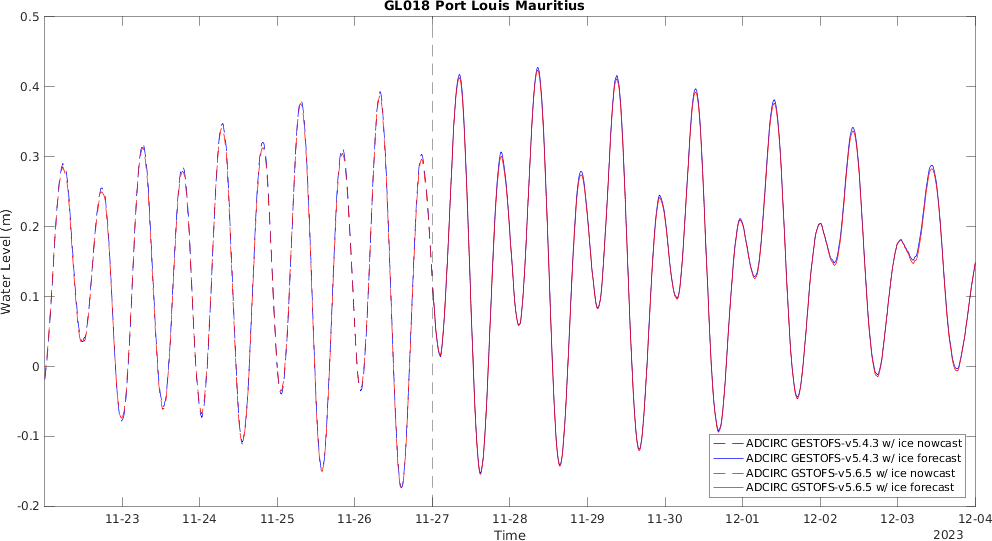 GL018 Port Louis Mauritius
0.5
0.4
0.3
0.2
0.1
0
-0.1
-0.2
Water Level (m)
ADCIRC GESTOFS-v5.4.3 w/ ice nowcast
ADCIRC GESTOFS-v5.4.3 w/ ice forecast
ADCIRC GSTOFS-v5.6.5 w/ ice nowcast
ADCIRC GSTOFS-v5.6.5 w/ ice forecast
11-23 11-24 11-25 11-26 11-27 11-28 11-29 11-30 12-01 12-02 12-03 12-04
Time
2023